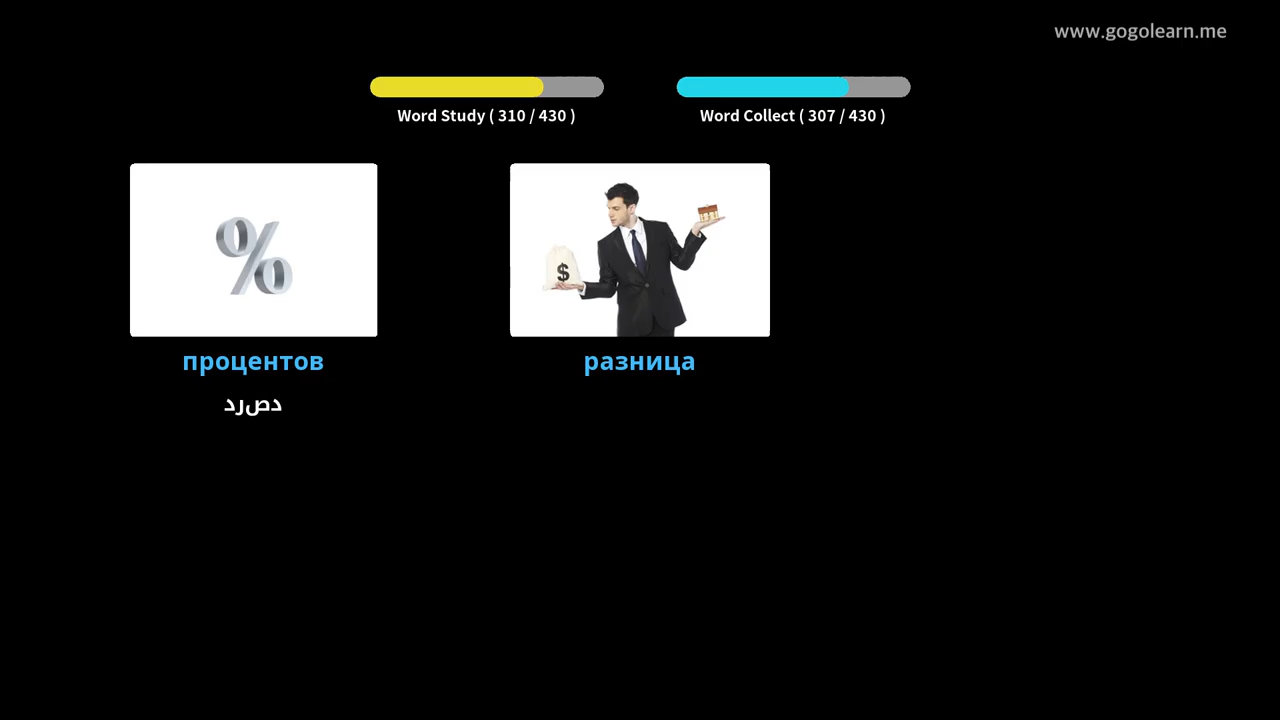 www.gogolearn.me
Word Study ( 310 / 430 )
Word Collect ( 307 / 430 )
%
$
процентов
разница
درصد